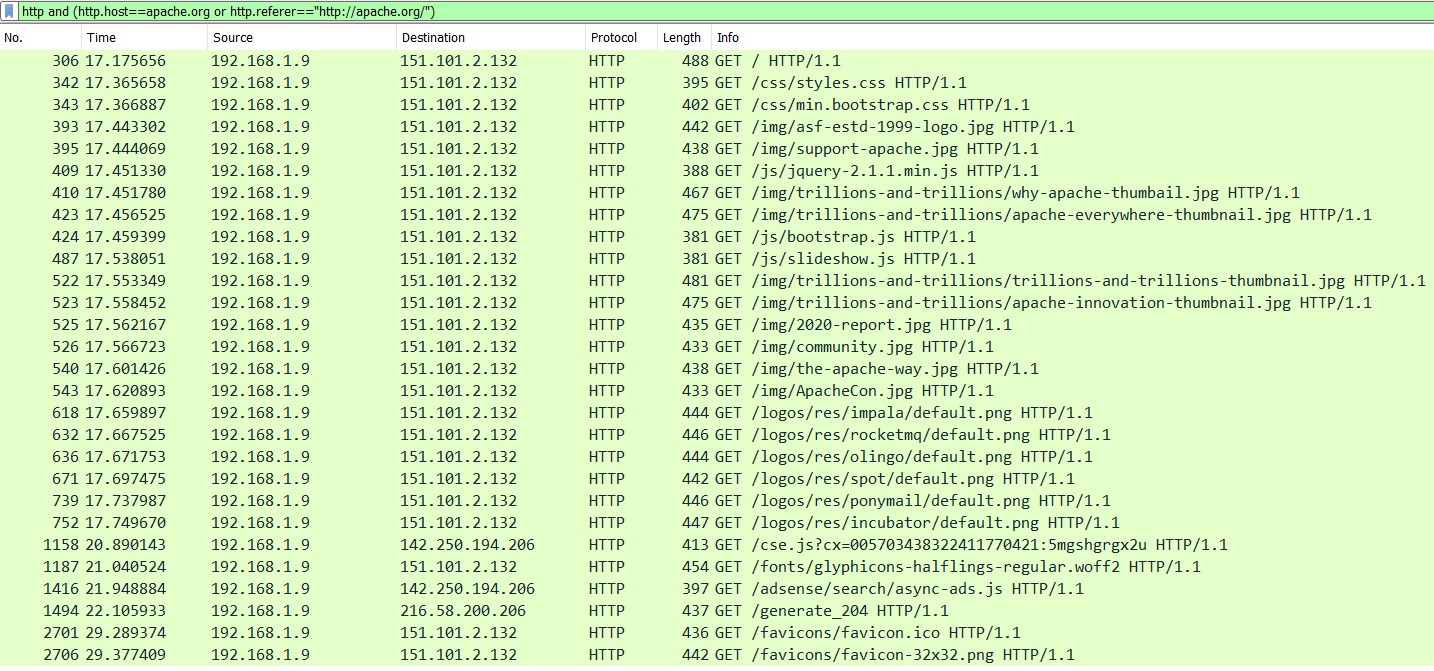 http and (http.host==apache.org or http.referer=="http://apache.org/")
No. Time Source Destination Protocol Length Info
306 17.175656 192.168.1.9 151.101.2.132 HTTP 488 GET / HTTP/1.1
342 17.365658 192.168.1.9 151.101.2.132 HTTP 395 GET /css/styles.css HTTP/1.1
343 17.366887 192.168.1.9 151.101.2.132 HTTP 402 GET /css/min.bootstrap.css HTTP/1.1
393 17.443302 192.168.1.9 151.101.2.132 HTTP 442 GET /img/asf-estd-1999-logo.jpg HTTP/1.1
395 17.444069 192.168.1.9 151.101.2.132 HTTP 438 GET /img/support-apache.jpg HTTP/1.1
409 17.451330 192.168.1.9 151.101.2.132 HTTP 388 GET /js/jquery-2.1.1.min.js HTTP/1.1
410 17.451780 192.168.1.9 151.101.2.132 HTTP 467 GET /img/trillions-and-trillions/why-apache-thumbail.jpg HTTP/1.1
423 17.456525 192.168.1.9 151.101.2.132 HTTP 475 GET /img/trillions-and-trillions/apache-everywhere-thumbnail.jpg HTTP/1.1
424 17.459399 192.168.1.9 151.101.2.132 HTTP 381 GET /js/bootstrap.js HTTP/1.1
487 17.538051 192.168.1.9 151.101.2.132 HTTP 381 GET /js/slideshow.js HTTP/1.1
522 17.553349 192.168.1.9 151.101.2.132 HTTP 481 GET /img/trillions-and-trillions/trillions-and-trillions-thumbnail.jpg HTTP/1.1
523 17.558452 192.168.1.9 151.101.2.132 HTTP 475 GET /img/trillions-and-trillions/apache-innovation-thumbnail.jpg HTTP/1.1
525 17.562167 192.168.1.9 151.101.2.132 HTTP 435 GET /img/2020-report.jpg HTTP/1.1
526 17.566723 192.168.1.9 151.101.2.132 HTTP 433 GET /img/community.jpg HTTP/1.1
540 17.601426 192.168.1.9 151.101.2.132 HTTP 438 GET /img/the-apache-way.jpg HTTP/1.1
543 17.620893 192.168.1.9 151.101.2.132 HTTP 433 GET /img/ApacheCon.jpg HTTP/1.1
618 17.659897 192.168.1.9 151.101.2.132 HTTP 444 GET /logos/res/impala/default.png HTTP/1.1
632 17.667525 192.168.1.9 151.101.2.132 HTTP 446 GET /logos/res/rocketmq/default.png HTTP/1.1
636 17.671753 192.168.1.9 151.101.2.132 HTTP 444 GET /logos/res/olingo/default.png HTTP/1.1
671 17.697475 192.168.1.9 151.101.2.132 HTTP 442 GET /logos/res/spot/default.png HTTP/1.1
739 17.737987 192.168.1.9 151.101.2.132 HTTP 446 GET /logos/res/ponymail/default.png HTTP/1.1
752 17.749670 192.168.1.9 151.101.2.132 HTTP 447 GET /logos/res/incubator/default.png HTTP/1.1
1158 20.890143 192.168.1.9 142.250.194.206 HTTP 413 GET /cse.js?cx=005703438322411770421:5mgshgrgx2u HTTP/1.1
1187 21.040524 192.168.1.9 151.101.2.132 HTTP 454 GET /fonts/glyphicons-halflings-regular.woff2 HTTP/1.1
1416 21.948884 192.168.1.9 142.250.194.206 HTTP 397 GET /adsense/search/async-ads.js HTTP/1.1
1494 22.105933 192.168.1.9 216.58.200.206 HTTP 437 GET /generate_204 HTTP/1.1
2701 29.289374 192.168.1.9 151.101.2.132 HTTP 436 GET /favicons/favicon.ico HTTP/1.1
2706 29.377409 192.168.1.9 151.101.2.132 HTTP 442 GET /favicons/favicon-32x32.png HTTP/1.1